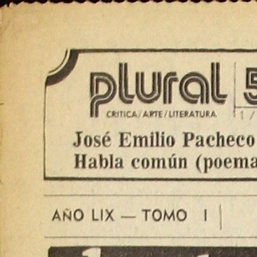 plural 5
CRITICA/ARTE/LITERATURA
José Emilio Pacheco
Habla común (poema
AÑO LIX — TOMO I